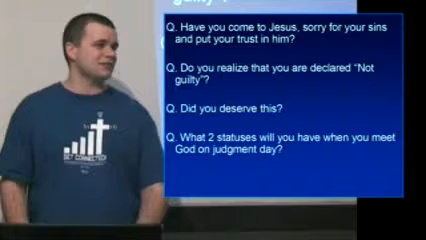 Q. Have you come to Jesus, sorry for your sins
and put your trust in him?
Q. Do you realize that you are declared "Not
guilty"?
Q. Did you deserve this?
Q. What 2 statuses will you have when you meet
God on judgment day?
GET CONNECTED!